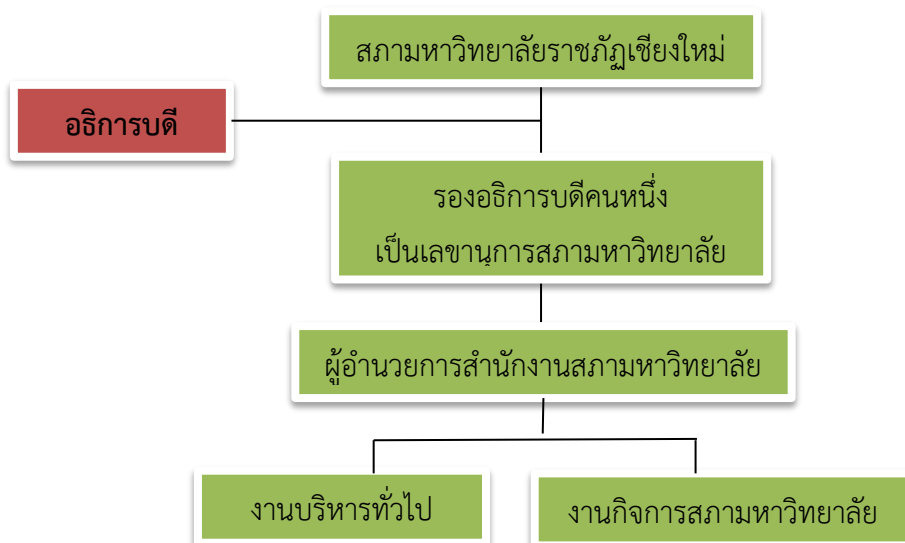 สภามหาวิทยาลัยราชภัฏเชียงใหม่
อธิการบดี
รองอธิการบดีคนหนึ่ง
เป็นเลขานุการสภามหาวิทยาลัย
ผู้อำนวยการสำนักงานสภามหาวิทยาลัย
งานบริหารทั่วไป
งานกิจการสภามหาวิทยาลัย